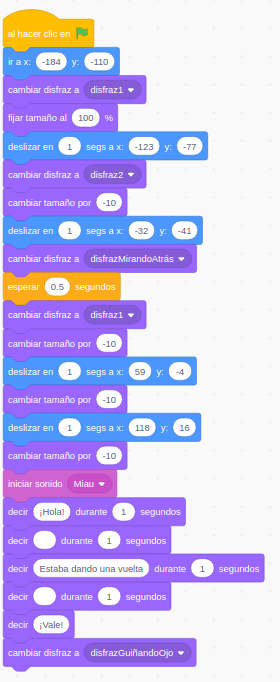 al hacer clic en
ir a x: -184 y: -110
cambiar disfraz a disfraz1
fijar tamaño al 100 %
deslizar en 1 segs a x: -123 y: -77
cambiar disfraz a disfraz2
cambiar tamaño por -10
deslizar en 1 segs a x: -32 y: -41
cambiar disfraz a disfrazMirandoAtrás
esperar 0.5 segundos
cambiar disfraz a disfraz1
cambiar tamaño por -10
deslizar en 1 segs a x: 59 y: -4
cambiar tamaño por -10
deslizar en 1 segs a x: 118 y: 16
cambiar tamaño por -10
iniciar sonido Miau
decir ¡Hola! durante 1 segundos
decir durante 1 segundos
decir Estaba dando una vuelta durante 1 segundos
decir durante 1 segundos
decir ¡Vale!
cambiar disfraz a disfrazGuiñandoOjo